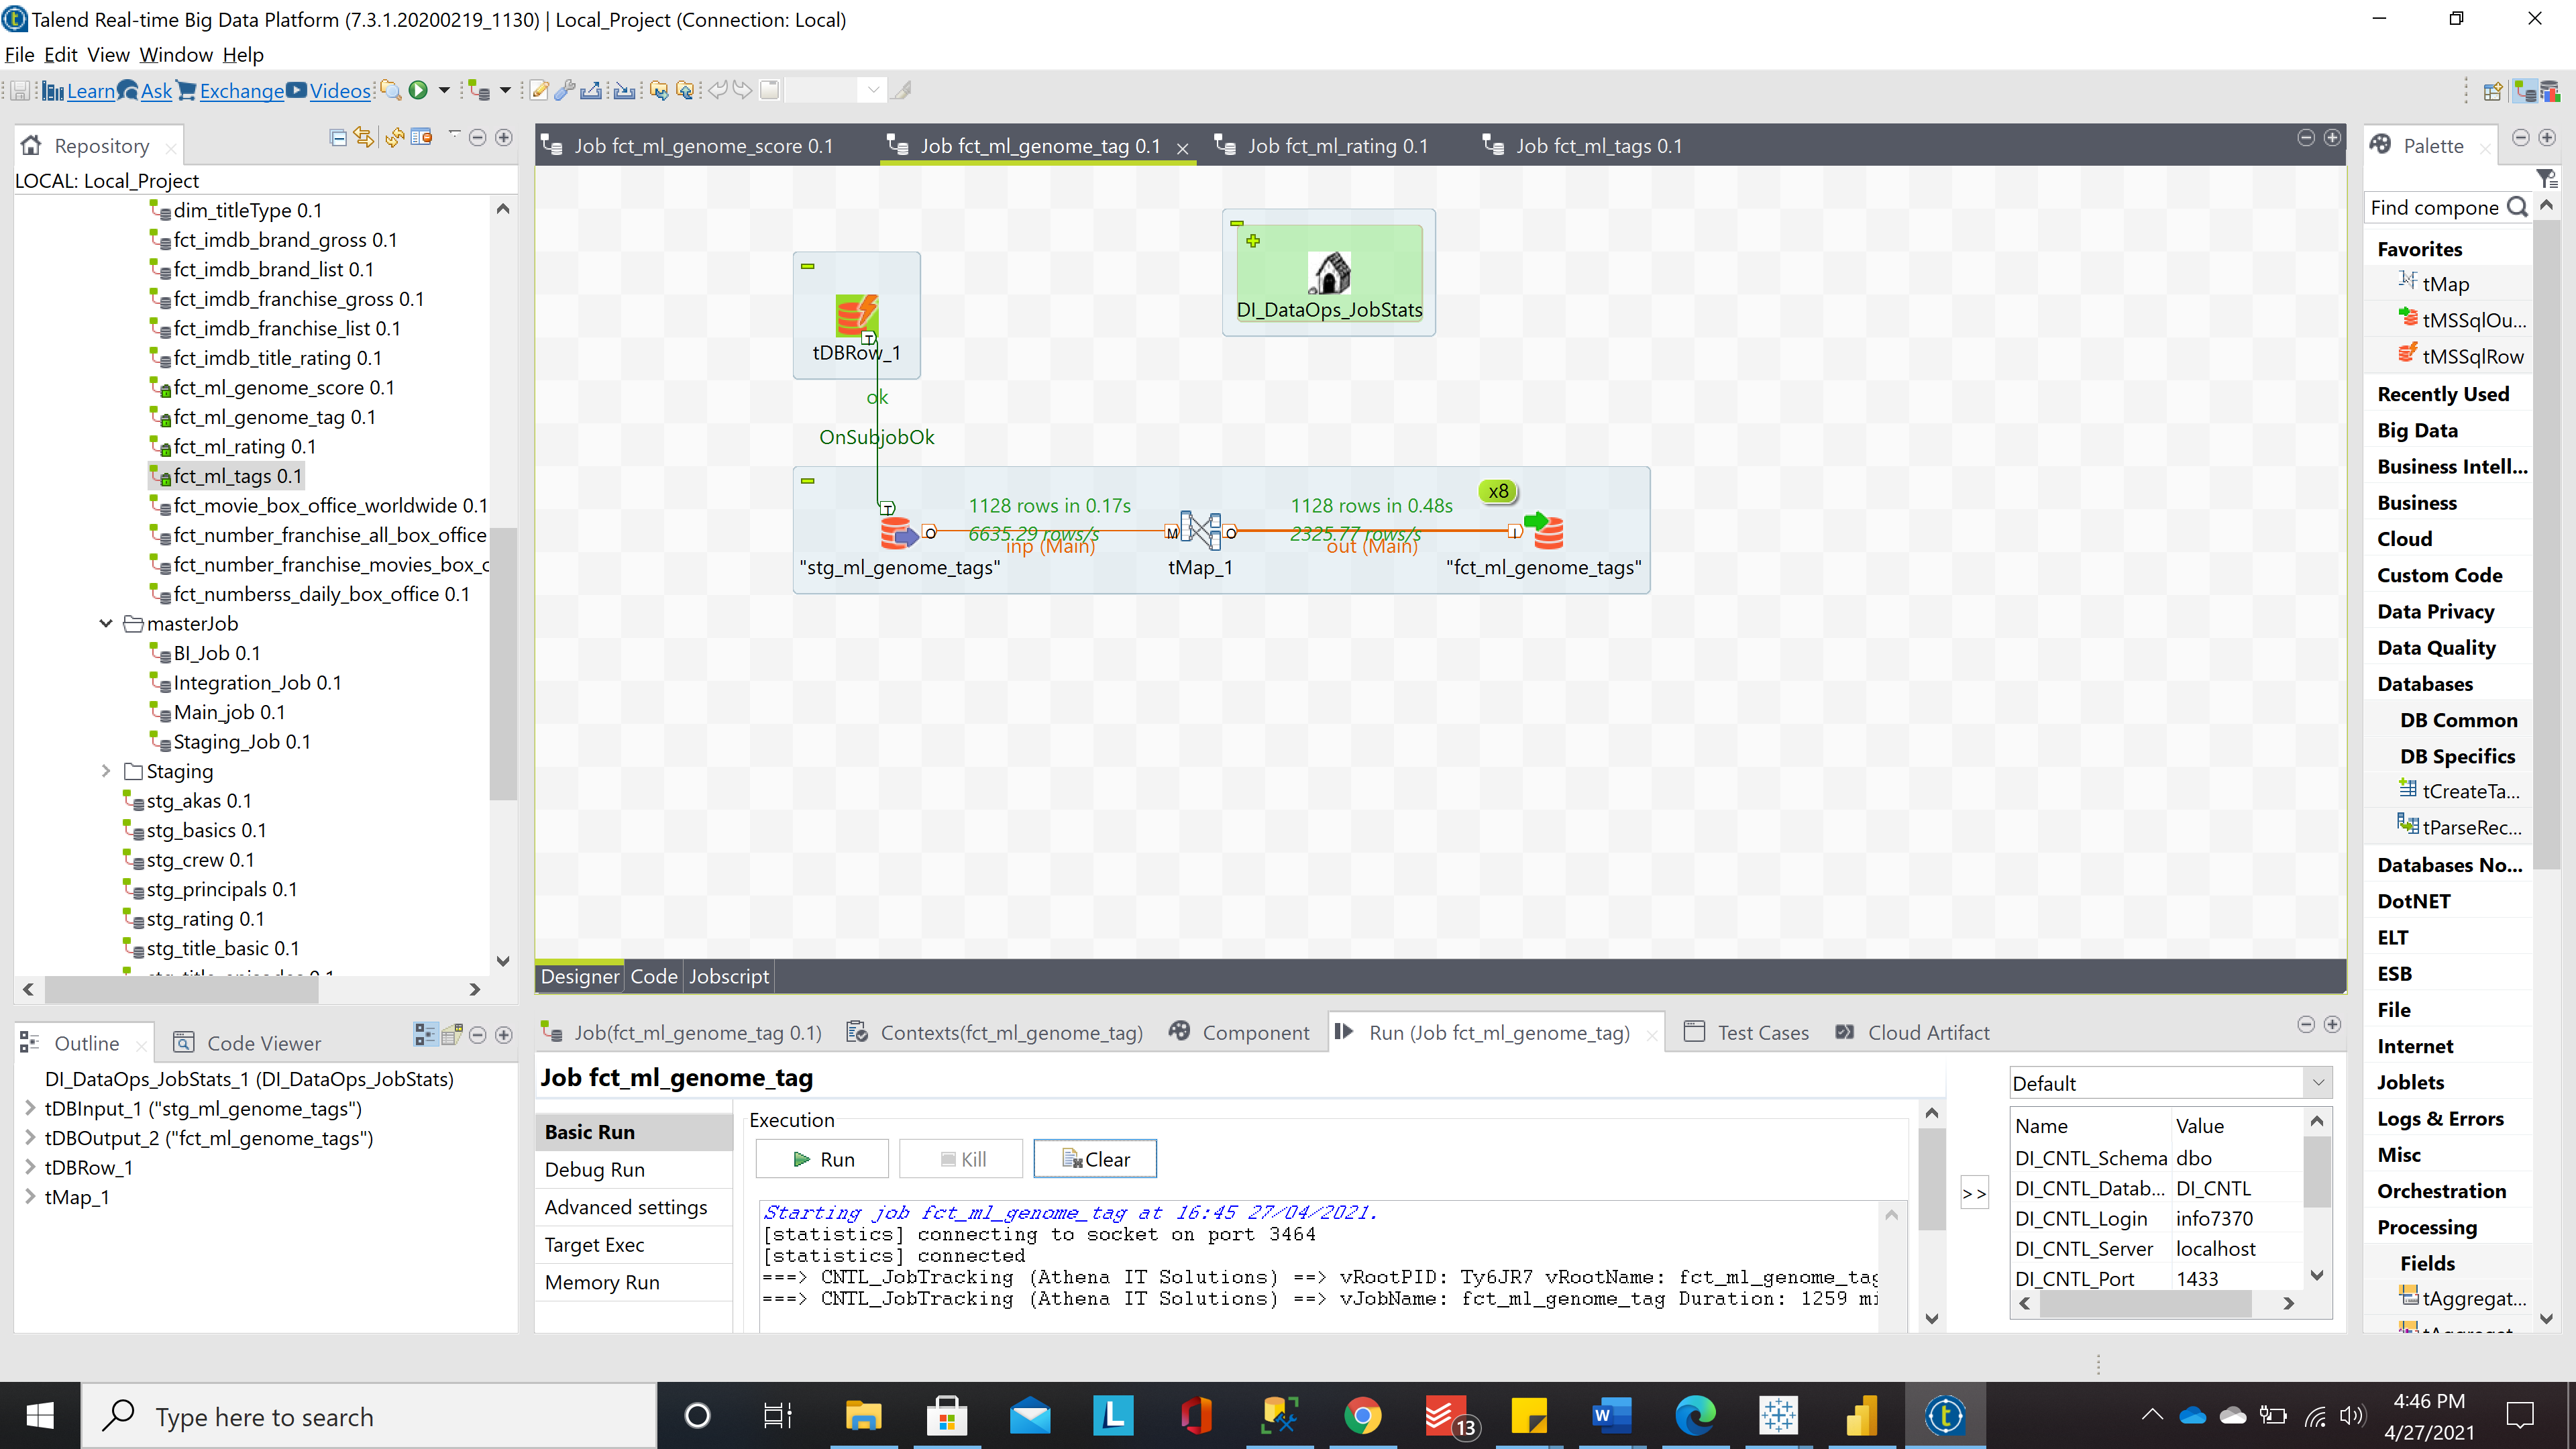 Talend Real-time Big Data Platform (7.3.1.20200219_1130) | Local_Project (Connection: Local)
File Edit View Window Help
Learn Ask Exchange Videos
Repository
LOCAL: Local_Project
dim_titleType 0.1
fct_imdb_brand_gross 0.1
fct_imdb_brand_list 0.1
fct_imdb_franchise_gross 0.1
fct_imdb_franchise_list 0.1
fct_imdb_title_rating 0.1
fct_ml_genome_score 0.1
fct_ml_genome_tag 0.1
fct_ml_rating 0.1
fct_ml_tags 0.1
fct_movie_box_office_worldwide 0.1
fct_number_franchise_all_box_office
fct_number_franchise_movies_box_c
fct_numberss_daily_box_office 0.1
masterJob
BI_Job 0.1
Integration_Job 0.1
Main_job 0.1
Staging_Job 0.1
Staging
stg_akas 0.1
stg_basics 0.1
stg_crew 0.1
stg_principals 0.1
stg_rating 0.1
stg_title_basic 0.1
Job fct_ml_genome_score 0.1
Job fct_ml_genome_tag 0.1
Job fct_ml_rating 0.1
Job fct_ml_tags 0.1
DI_DataOps_JobStats
T
tDBRow_1
ok
OnSubjobOk
T
x8
1128 rows in 0.17s
1128 rows in 0.48s
O
6635.29 rows/s
M
O
2325.77 rows/s
I
inp (Main)
out (Main)
"stg_ml_genome_tags"
tMap_1
"fct_ml_genome_tags"
Designer Code Jobscript
Palette
Find compone
Favorites
tMap
tMSSqlOu...
tMSSqlRow
Recently Used
Big Data
Business Intell...
Business
Cloud
Custom Code
Data Privacy
Data Quality
Databases
DB Common
DB Specifics
tCreateTa...
tParseRec...
Databases No...
DotNET
ELT
ESB
File
Internet
Joblets
Logs & Errors
Misc
Orchestration
Processing
Fields
tAggregat...
Outline
Code Viewer
DI_DataOps_JobStats_1 (DI_DataOps_JobStats)
tDBInput_1 ("stg_ml_genome_tags")
tDBOutput_2 ("fct_ml_genome_tags")
tDBRow_1
tMap_1
Job(fct_ml_genome_tag 0.1)
Contexts(fct_ml_genome_tag)
Component
Run (Job fct_ml_genome_tag)
Test Cases
Cloud Artifact
Job fct_ml_genome_tag
Basic Run
Debug Run
Advanced settings
Target Exec
Memory Run
Execution
Run
Kill
Clear
Starting job fct_ml_genome_tag at 16:45 27/04/2021.
[statistics] connecting to socket on port 3464
[statistics] connected
===> CNTL_JobTracking (Athena IT Solutions) ==> vRootPID: Ty6JR7 vRootName: fct_ml_genome_tag
===> CNTL_JobTracking (Athena IT Solutions) ==> vJobName: fct_ml_genome_tag Duration: 1259 mi
>>
Default
Name Value
DI_CNTL_Schema dbo
DI_CNTL_Datab... DI_CNTL
DI_CNTL_Login info7370
DI_CNTL_Server localhost
DI_CNTL_Port 1433
Type here to search
L
13
W
4:46 PM
4/27/2021